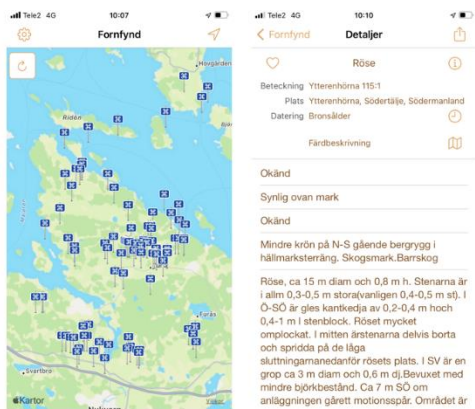 Tele2 4G
10:07
Fornfynd
Havgården
Ridön
Svartbro
Kartor
Tele2 4G
10:10
Fornfynd
Detaljer
Röse
Beteckning Ytterenhörna 115:1
Plats Ytterenhörna, Södertälje, Södermanland
Datering Bronsålder
Färdbeskrivning
Okänd
Synlig ovan mark
Okänd
Mindre krön på N-S gående bergrygg i
hällmarksterräng. Skogsmark.Barrskog
Röse, ca 15 m diam och 0,8 m h. Stenarna är
i allm 0,3-0,5 m stora(vanligen 0,4-0,5 m st). I
Ö-SÖ är gles kantkedja av 0,2-0,4 m hoch
0,4-1 m l stenblock. Röset mycket
omplockat. I mitten ärstenarna delvis borta
och spridda på de låga
sluttningarnanedanför rösets plats. I SV är en
grop ca 3 m diam och 0,6 m dj.Bevuxet med
mindre björkbestånd. Ca 7 m SÖ om
anläggningen gårett motionsspår. Området är